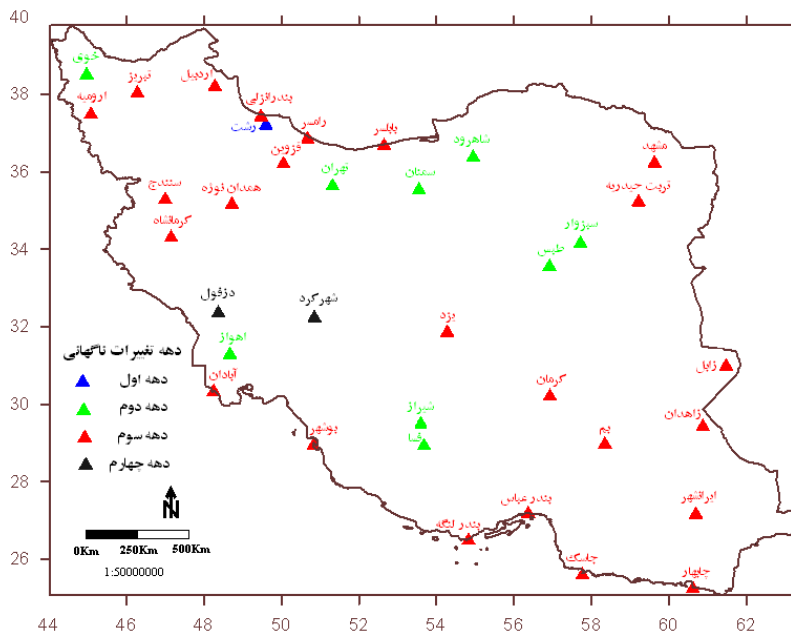 40
38
36
34
32
30
28
26
44
46
48
50
52
54
56
58
60
62
خوی
تبریز
اردبیل
ارومیه
بندرانزلی
رشت
رامسر
بابلسر
قزوین
شاهرود
مشهد
تهران
سمنان
تربت حیدریه
سنندج
همدان نوژه
کرمانشاه
سبزوار
طبس
دزفول
شهرکرد
اهواز
یزد
زابل
آبادان
کرمان
شیراز
فسا
زاهدان
بوشهر
بم
ایرانشهر
بندرعباس
بندر لنگه
جاسک
چابهار
دهه تغییرات ناگهانی
دهه اول
دهه دوم
دهه سوم
دهه چهارم
N
0Km 250Km 500Km
1:50000000